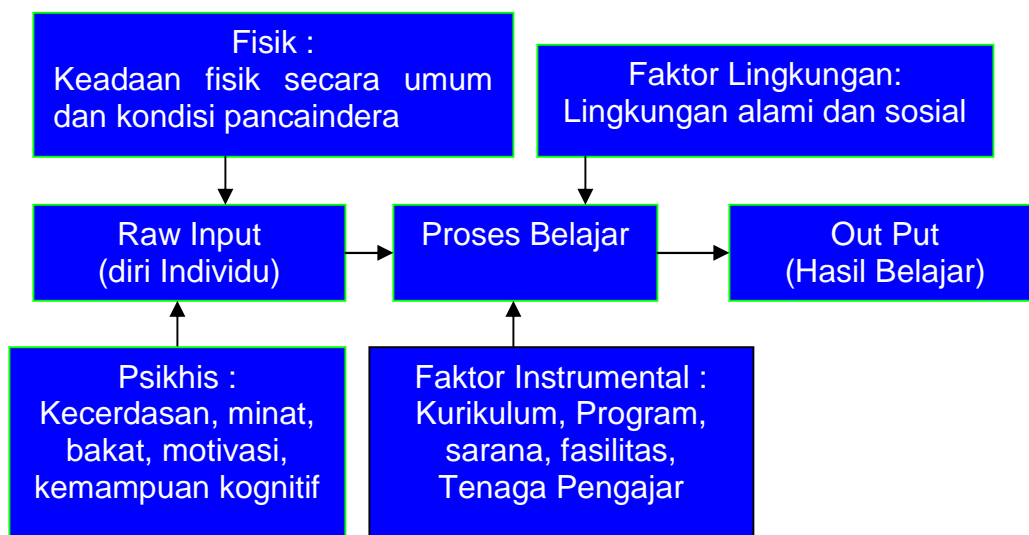 Fisik :
Keadaan fisik secara umum
dan kondisi pancaindera
Faktor Lingkungan:
Lingkungan alami dan sosial
Raw Input
(diri Individu)
Proses Belajar
Out Put
(Hasil Belajar)
Psikhis :
Kecerdasan, minat,
bakat, motivasi,
kemampuan kognitif
Faktor Instrumental :
Kurikulum, Program,
sarana, fasilitas,
Tenaga Pengajar